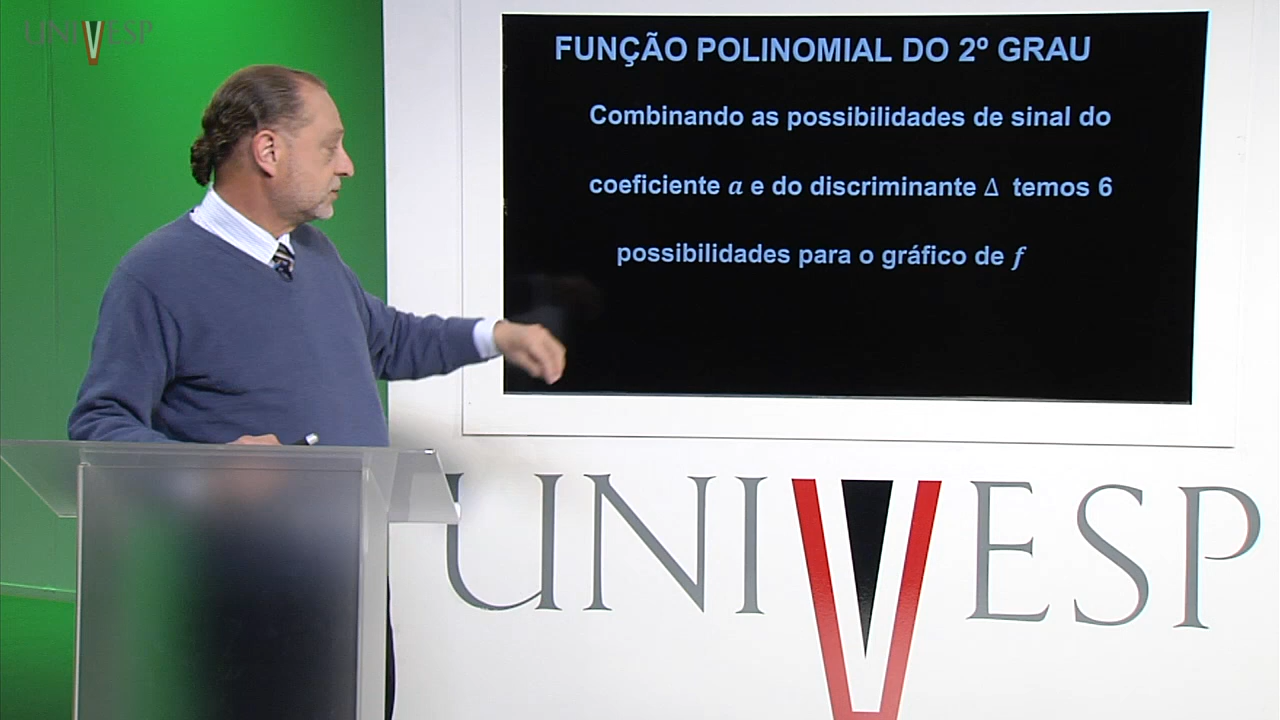 UNIVESP
FUNÇÃO POLINOMIAL DO 2º GRAU
Combinando as possibilidades de sinal do
coeficiente a e do discriminante Δ temos 6
possibilidades para o gráfico de f
UNIVESP